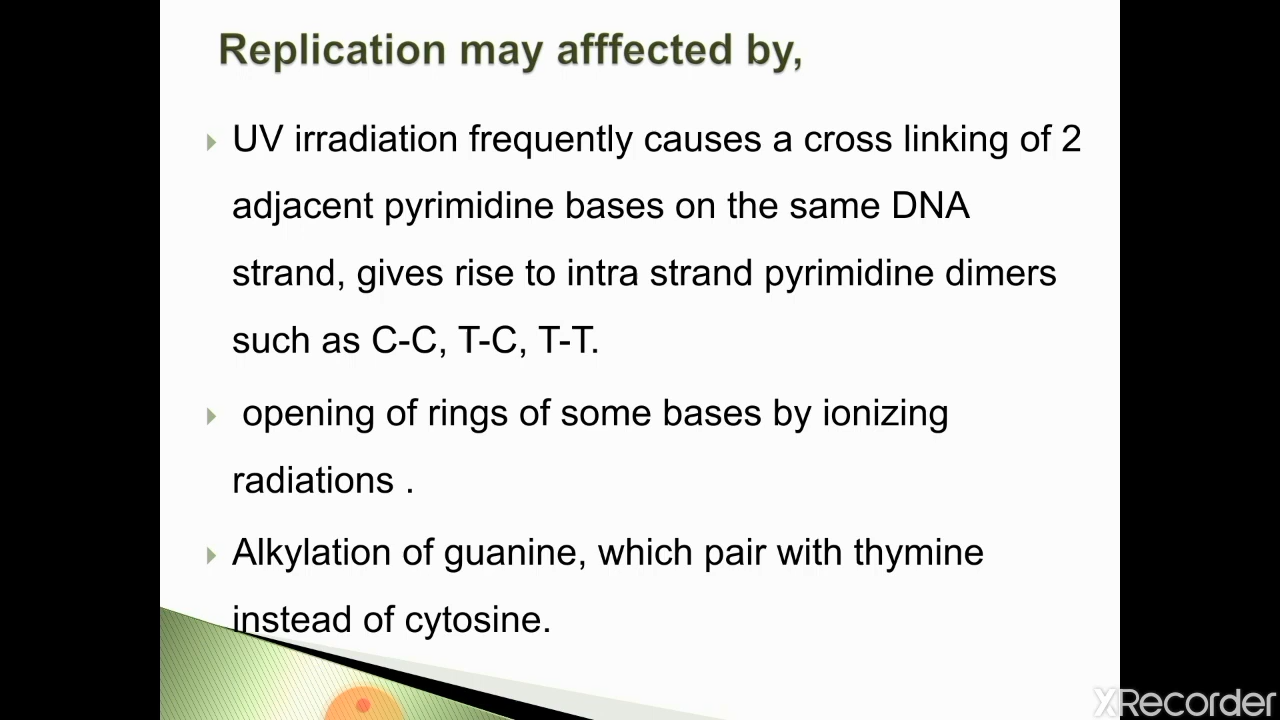 Replication may afffected by,
UV irradiation frequently causes a cross linking of 2
adjacent pyrimidine bases on the same DNA
strand, gives rise to intra strand pyrimidine dimers
such as C-C, T-C, T-T.
opening of rings of some bases by ionizing
radiations .
Alkylation of guanine, which pair with thymine
instead of cytosine.
XRecorder